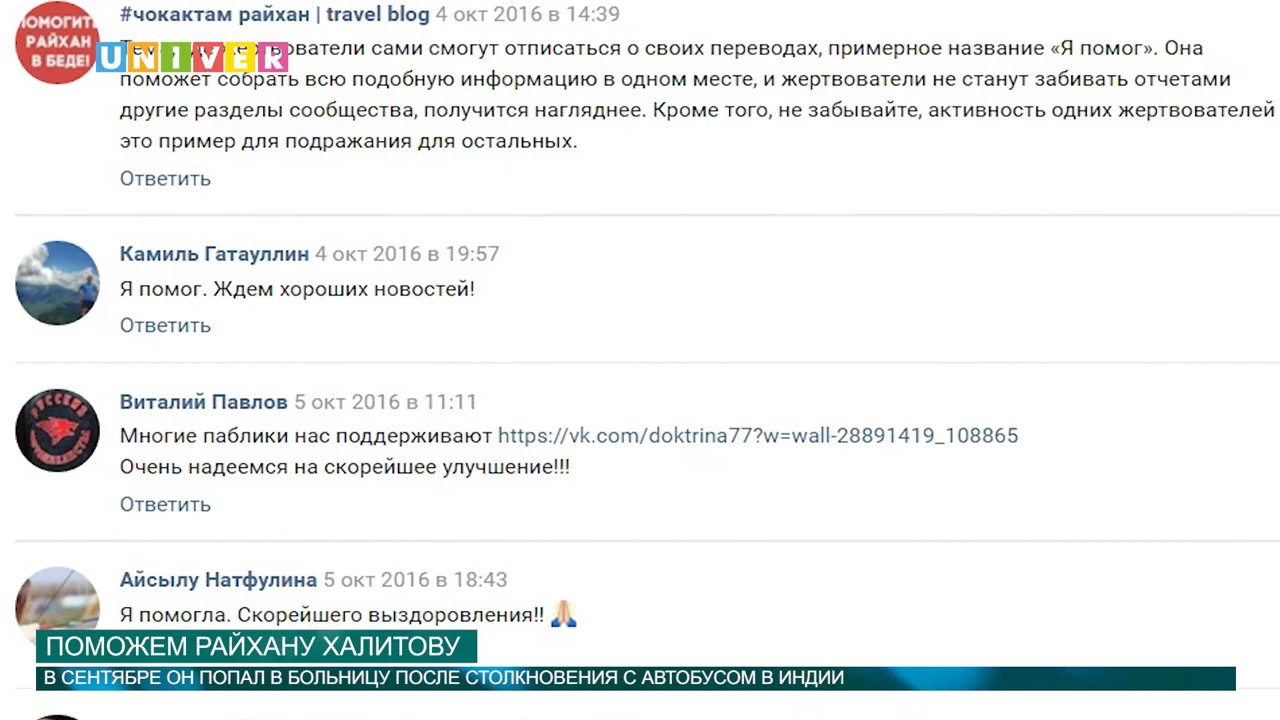 #чокактам райхан | travel blog 4 окт 2016 в 14:39
ПОМОГИТЕ
РАЙХАН
В БЕДЕ!
UNIVER
сами смогут отписаться о своих переводах, примерное название «Я помог». Она
поможет собрать всю подобную информацию в одном месте, и жертвователи не станут забивать отчетами
другие разделы сообщества, получится нагляднее. Кроме того, не забывайте, активность одних жертвователей
это пример для подражания для остальных.
Ответить
Камиль Гатауллин 4 окт 2016 в 19:57
Я помог. Ждем хороших новостей!
Ответить
Виталий Павлов 5 окт 2016 в 11:11
РУССКИЕ
Многие паблики нас поддерживают https://vk.com/doktrina77?w=wall-28891419_108865
Очень надеемся на скорейшее улучшение!!!
Ответить
Айсылу Натфулина 5 окт 2016 в 18:43
Я помогла. Скорейшего выздоровления!! 🙏
ПОМОЖЕМ РАЙХАНУ ХАЛИТОВУ
В СЕНТЯБРЕ ОН ПОПАЛ В БОЛЬНИЦУ ПОСЛЕ СТОЛКНОВЕНИЯ С АВТОБУСОМ В ИНДИИ